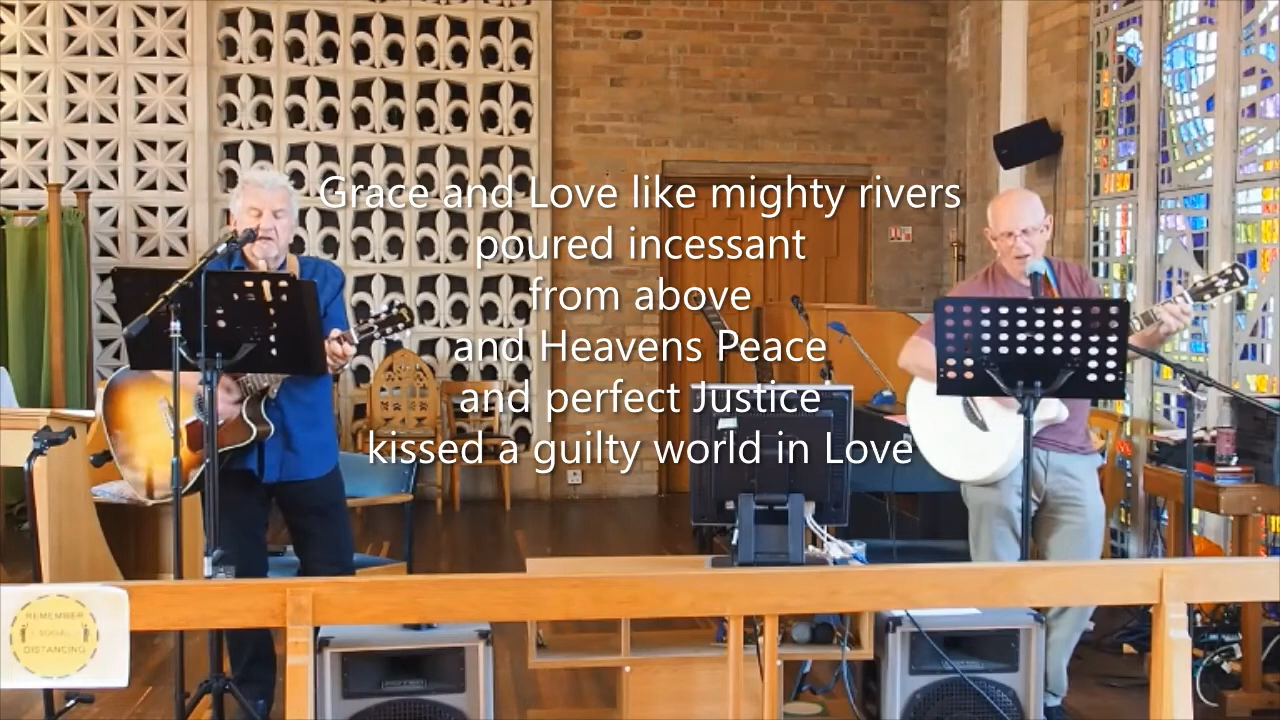 Grace and Love like mighty rivers
poured incessant
from above
and Heavens Peace
and perfect Justice
kissed a guilty world in Love
REMEMBER
SOCIAL
DISTANCING